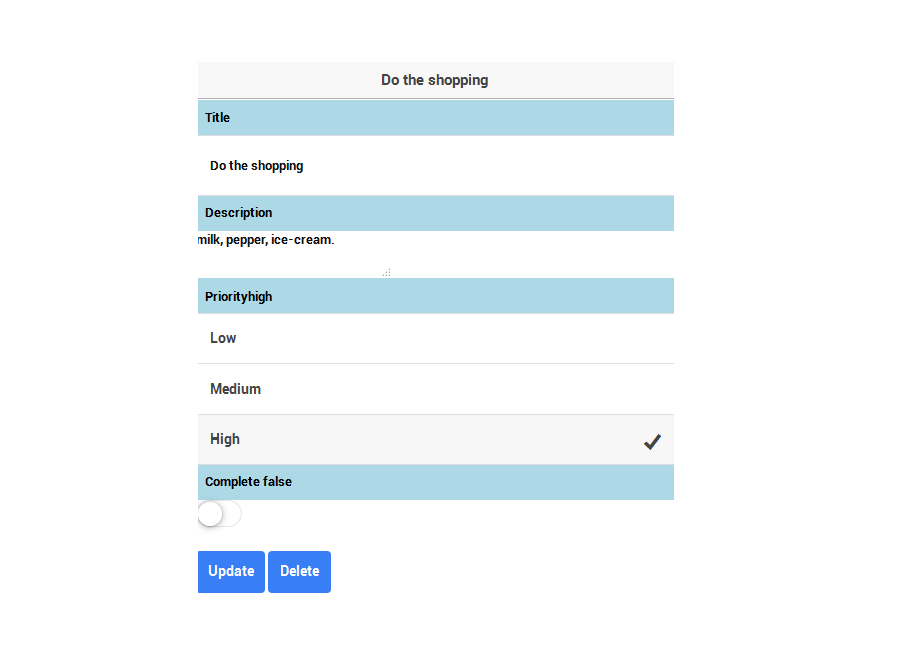 Do the shopping
Title
Do the shopping
Description
milk, pepper, ice-cream.
Priorityhigh
Low
Medium
High
Complete false
Update Delete